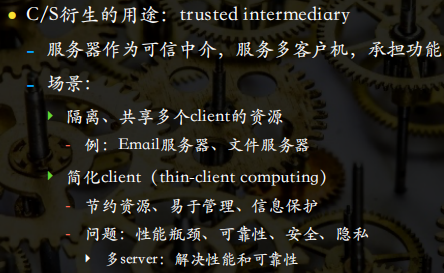 C/S衍生的用途：trusted intermediary
服务器作为可信中介，服务多客户机，承担功能
场景：
隔离、共享多个client的资源
例：Email服务器、文件服务器
简化client（thin-client computing）
节约资源、易于管理、信息保护
问题：性能瓶颈、可靠性、安全、隐私
多server：解决性能和可靠性